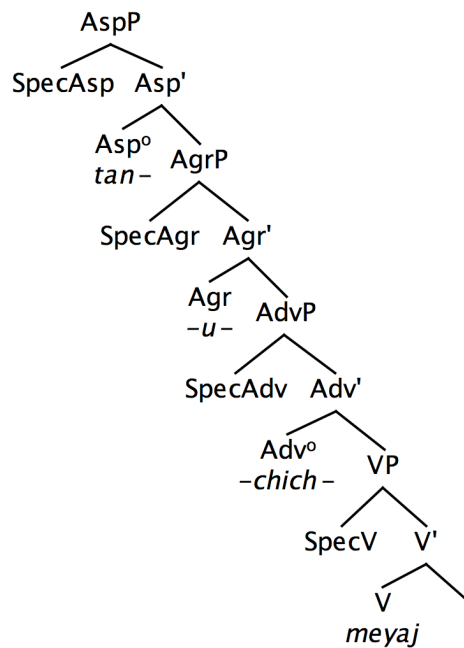 AspP
SpecAsp Asp'
Aspº AgrP
tan–
SpecAgr Agr'
Agr AdvP
–u–
SpecAdv Adv'
Advº VP
–chich–
SpecV V'
V
meyaj